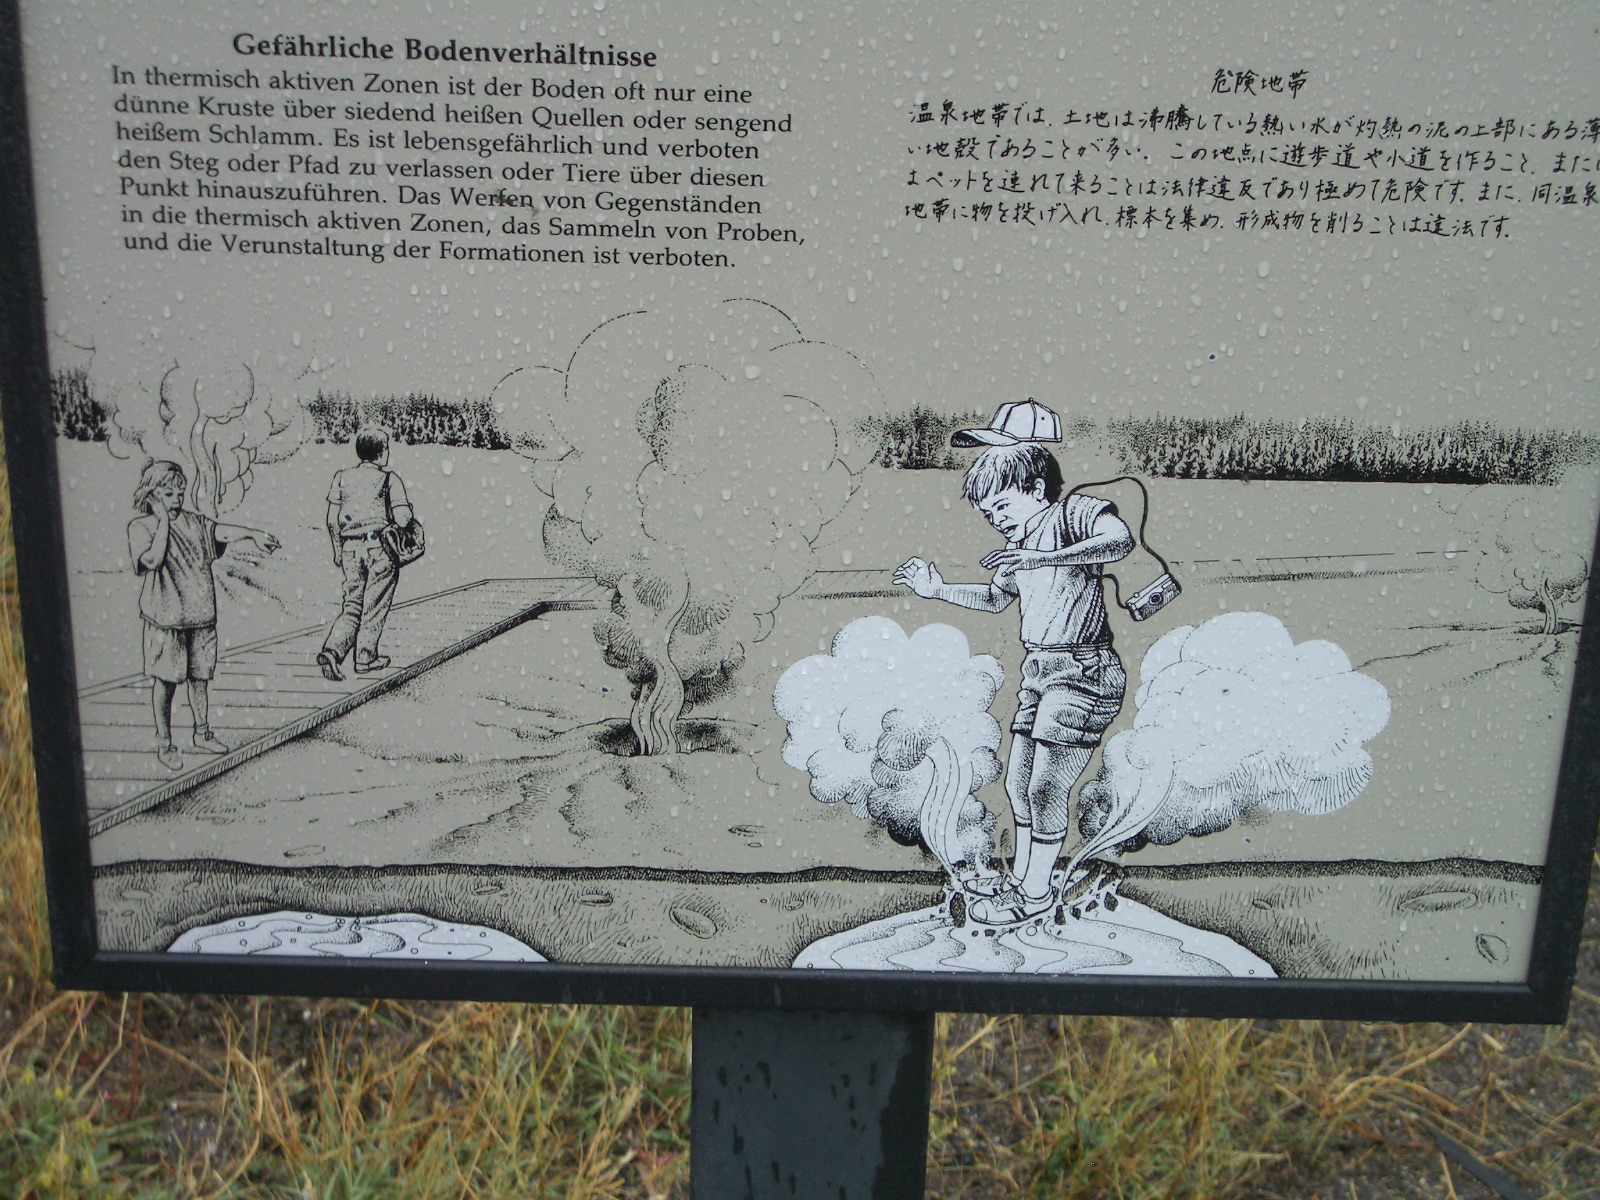 Gefährliche Bodenverhältnisse
In thermisch aktiven Zonen ist der Boden oft nur eine
dünne Kruste über siedend heißen Quellen oder sengend
heißem Schlamm. Es ist lebensgefährlich und verboten
den Steg oder Pfad zu verlassen oder Tiere über diesen
Punkt hinauszuführen. Das Werfen von Gegenständen
in die thermisch aktiven Zonen, das Sammeln von Proben,
und die Verunstaltung der Formationen ist verboten.
危険地帯
温泉地帯では、土地は沸騰している熱い水が灼熱の泥の上部にある薄
い地殻であることが多い。この地点に遊歩道や小道を作ること、また
はペットを連れて来ることは法律違反であり極めて危険です。また、同温泉
地帯に物を投げ入れ、標本を集め、形成物を削ることは違法です。